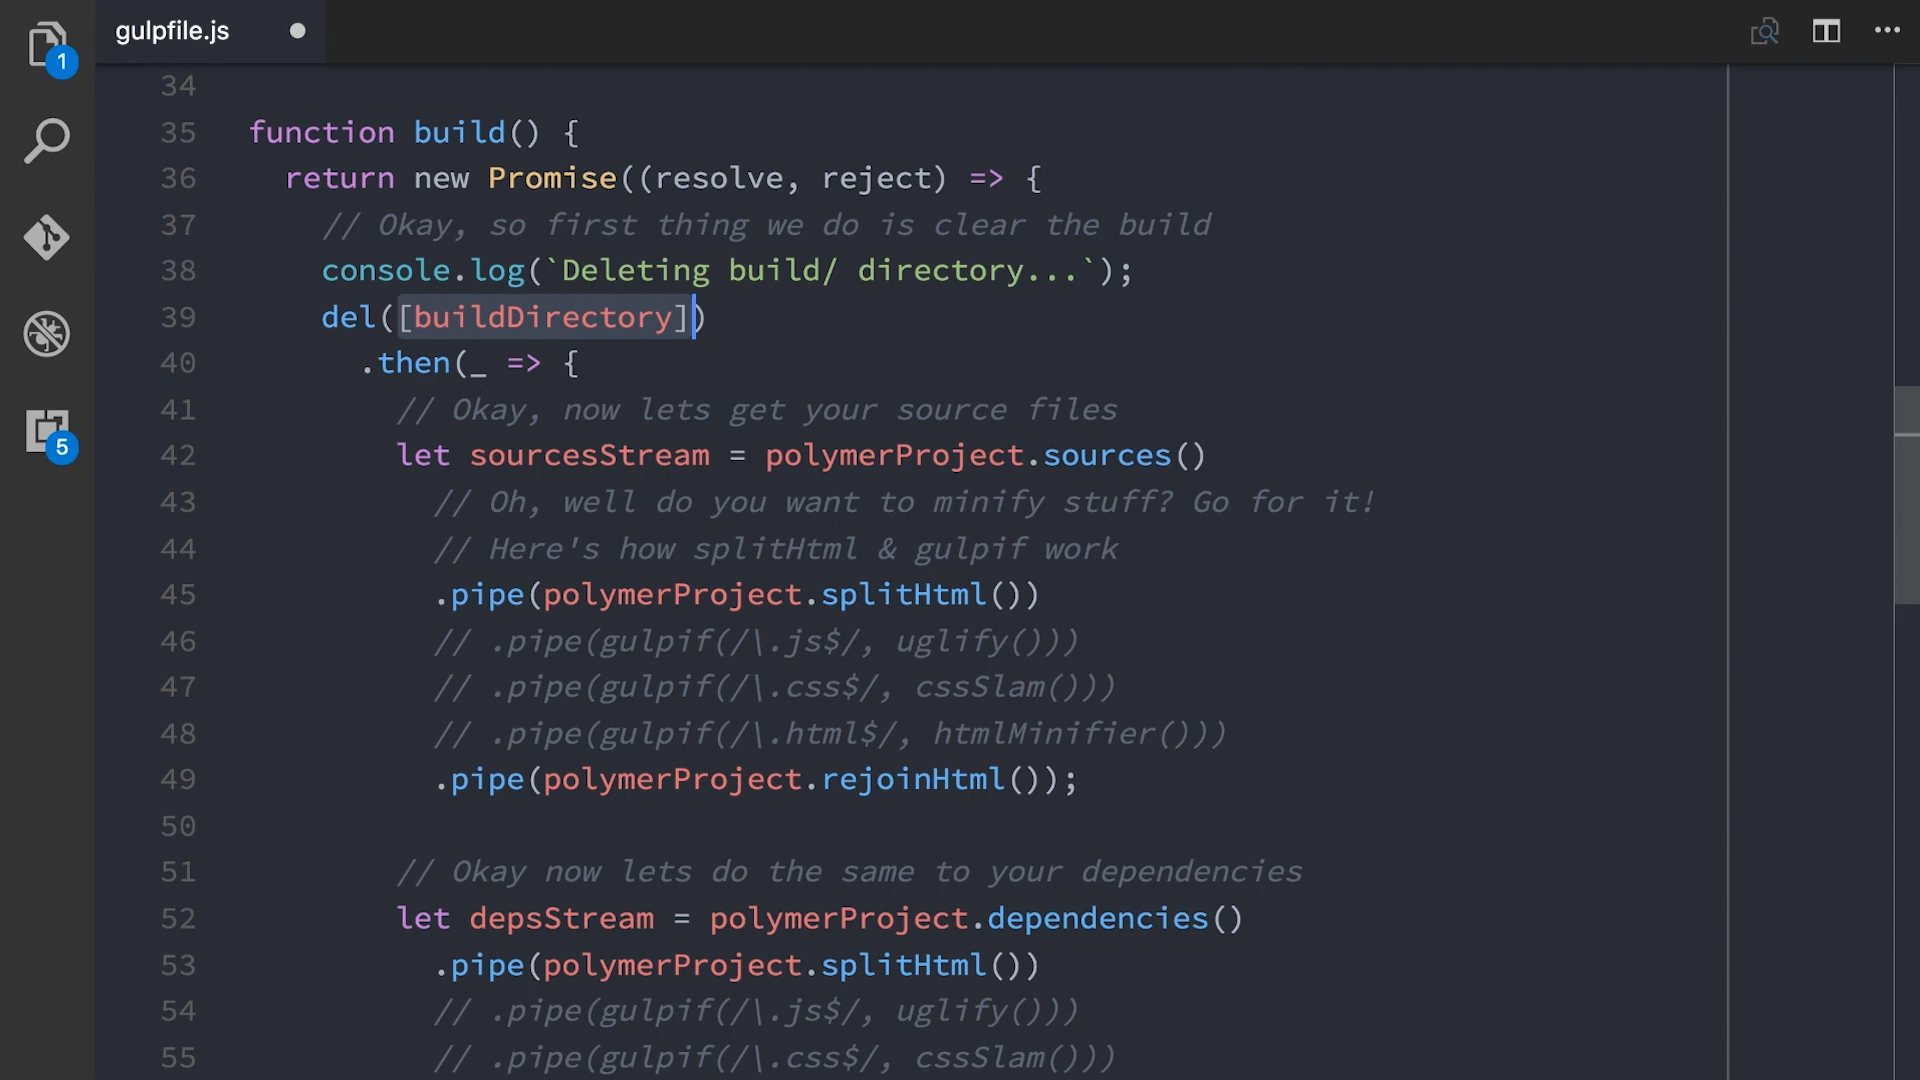 gulpfile.js
1
5
34
35 function build() {
36 return new Promise((resolve, reject) => {
37 // Okay, so first thing we do is clear the build
38 console.log(`Deleting build/ directory...`);
39 del([buildDirectory])
40 .then(_ => {
41 // Okay, now lets get your source files
42 let sourcesStream = polymerProject.sources()
43 // Oh, well do you want to minify stuff? Go for it!
44 // Here's how splitHtml & gulpif work
45 .pipe(polymerProject.splitHtml())
46 // .pipe(gulpif(/\.js$/, uglify()))
47 // .pipe(gulpif(/\.css$/, cssSlam()))
48 // .pipe(gulpif(/\.html$/, htmlMinifier()))
49 .pipe(polymerProject.rejoinHtml());
50
51 // Okay now lets do the same to your dependencies
52 let depsStream = polymerProject.dependencies()
53 .pipe(polymerProject.splitHtml())
54 // .pipe(gulpif(/\.js$/, uglify()))
55 // .pipe(gulpif(/\.css$/, cssSlam()))